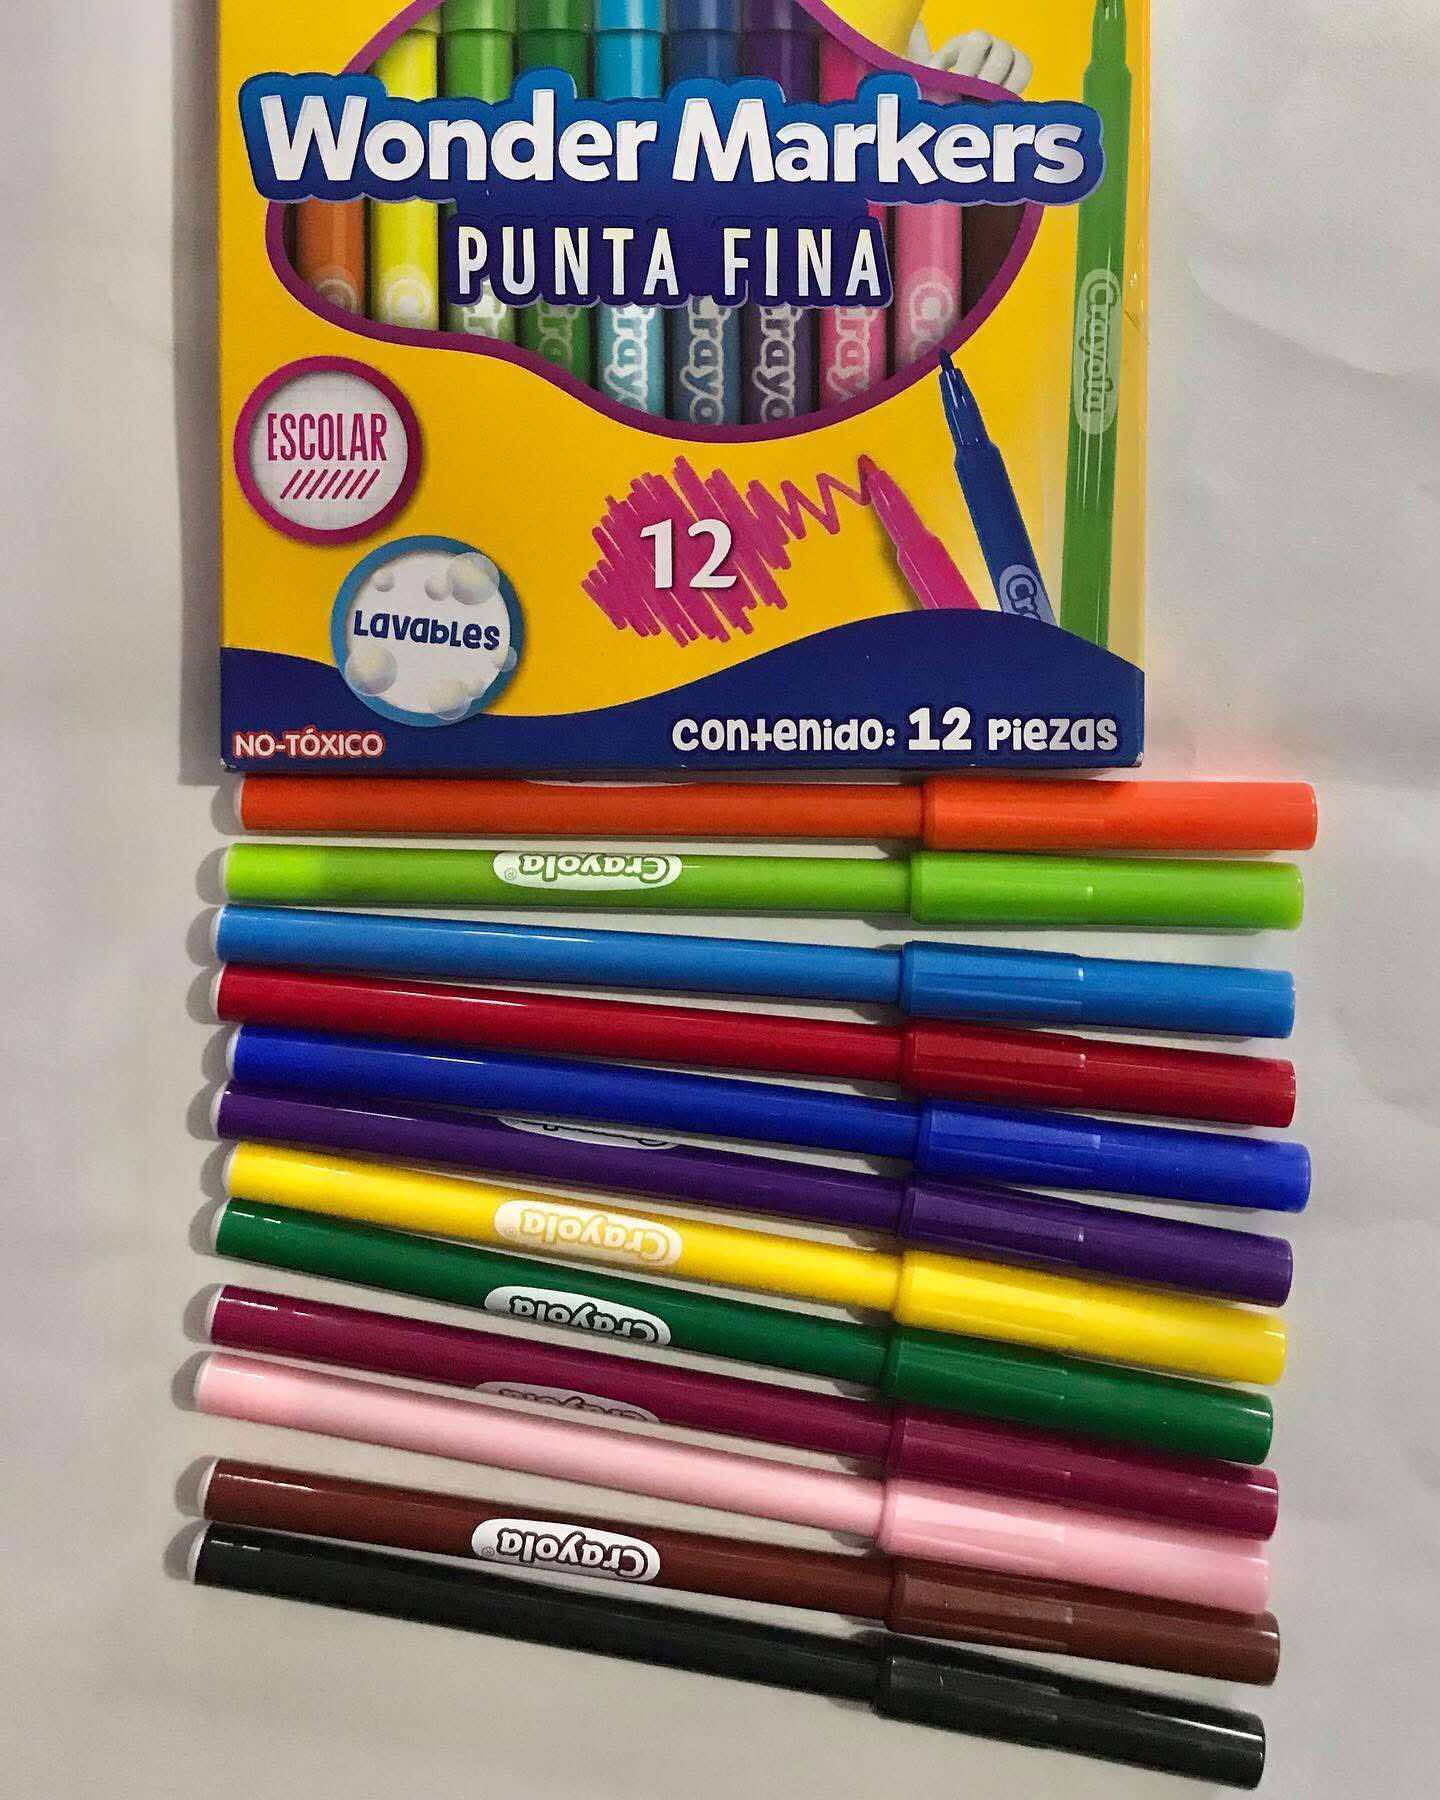 Wonder Markers
PUNTA FINA
Crayola
ESCOLAR
12
LavabLes
NO-TÓXICO
contenido: 12 Piezas
Crayola
Crayola
Crayola
Crayola